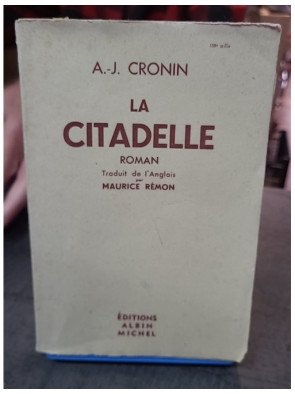 A.-J. CRONIN
LA
CITADELLE
ROMAN
Traduit de l'Anglais
par
MAURICE RÉMON
ÉDITIONS
ALBIN
MICHEL